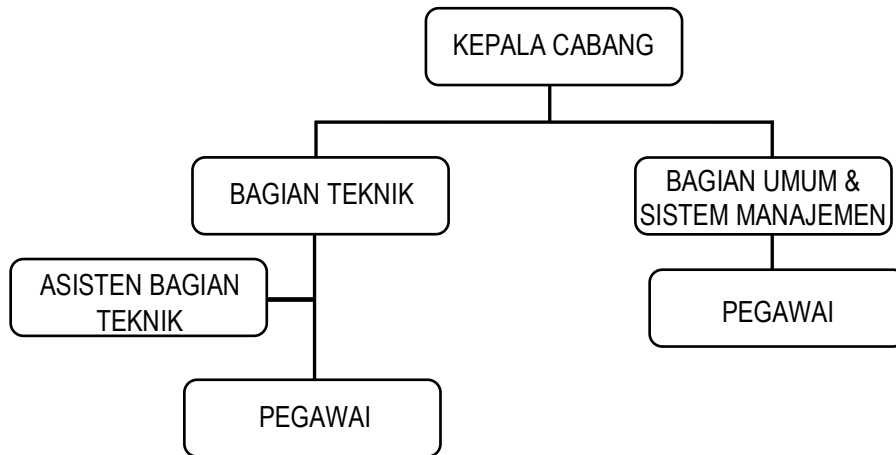 KEPALA CABANG
BAGIAN TEKNIK
BAGIAN UMUM &
SISTEM MANAJEMEN
ASISTEN BAGIAN
TEKNIK
PEGAWAI
PEGAWAI